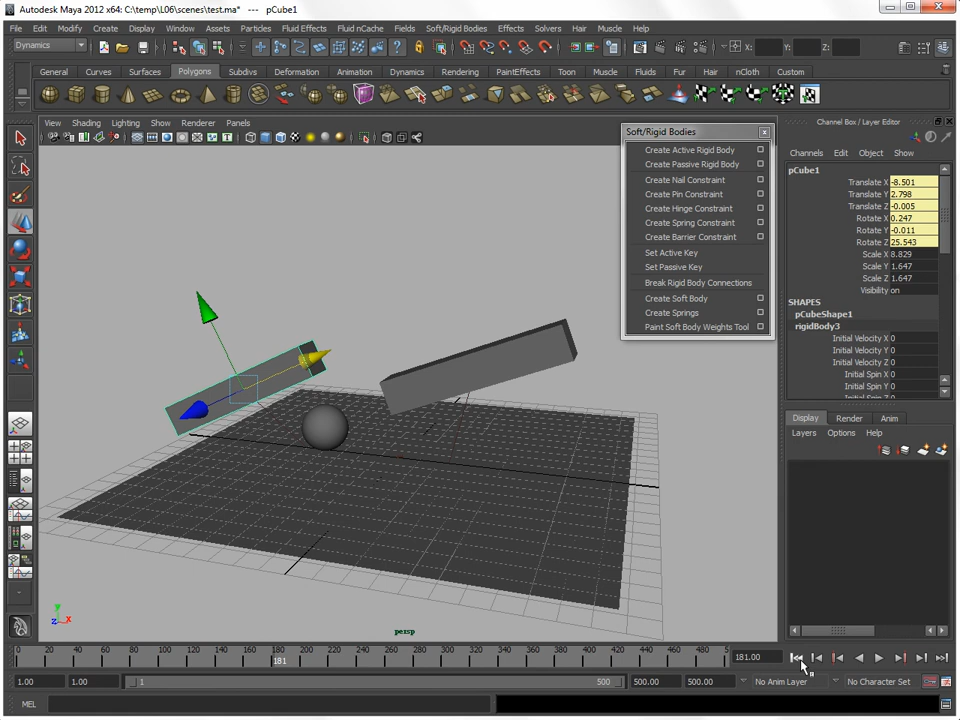 Autodesk Maya 2012 x64: C:\temp\L06\scenes\test.ma* --- pCube1
File Edit Modify Create Display Window Assets Particles Fluid Effects Fluid nCache Fields Soft/Rigid Bodies Effects Solvers Hair Muscle Help
Dynamics X: Y: Z:
General Curves Surfaces Polygons Subdivs Deformation Animation Dynamics Rendering PaintEffects Toon Muscle Fluids Fur Hair nCloth Custom
View Shading Lighting Show Renderer Panels
Channel Box / Layer Editor
Soft/Rigid Bodies
Create Active Rigid Body
Create Passive Rigid Body
Create Nail Constraint
Create Pin Constraint
Create Hinge Constraint
Create Spring Constraint
Create Barrier Constraint
Set Active Key
Set Passive Key
Break Rigid Body Connections
Create Soft Body
Create Springs
Paint Soft Body Weights Tool
Channels Edit Object Show
pCube1
Translate X -8.501
Translate Y 2.798
Translate Z -0.005
Rotate X 0.247
Rotate Y -0.011
Rotate Z 25.543
Scale X 8.829
Scale Y 1.647
Scale Z 1.647
Visibility on
SHAPES
pCubeShape1
rigidBody3
Initial Velocity X 0
Initial Velocity Y 0
Initial Velocity Z 0
Initial Spin X 0
Initial Spin Y 0
Display Render Anim
Layers Options Help
y
z x
persp
0 20 40 60 80 100 120 140 160 180 200 220 240 260 280 300 320 340 360 380 400 420 440 460 480 5
181
181.00
1.00 1.00 1 500 500.00 500.00 No Anim Layer No Character Set
MEL